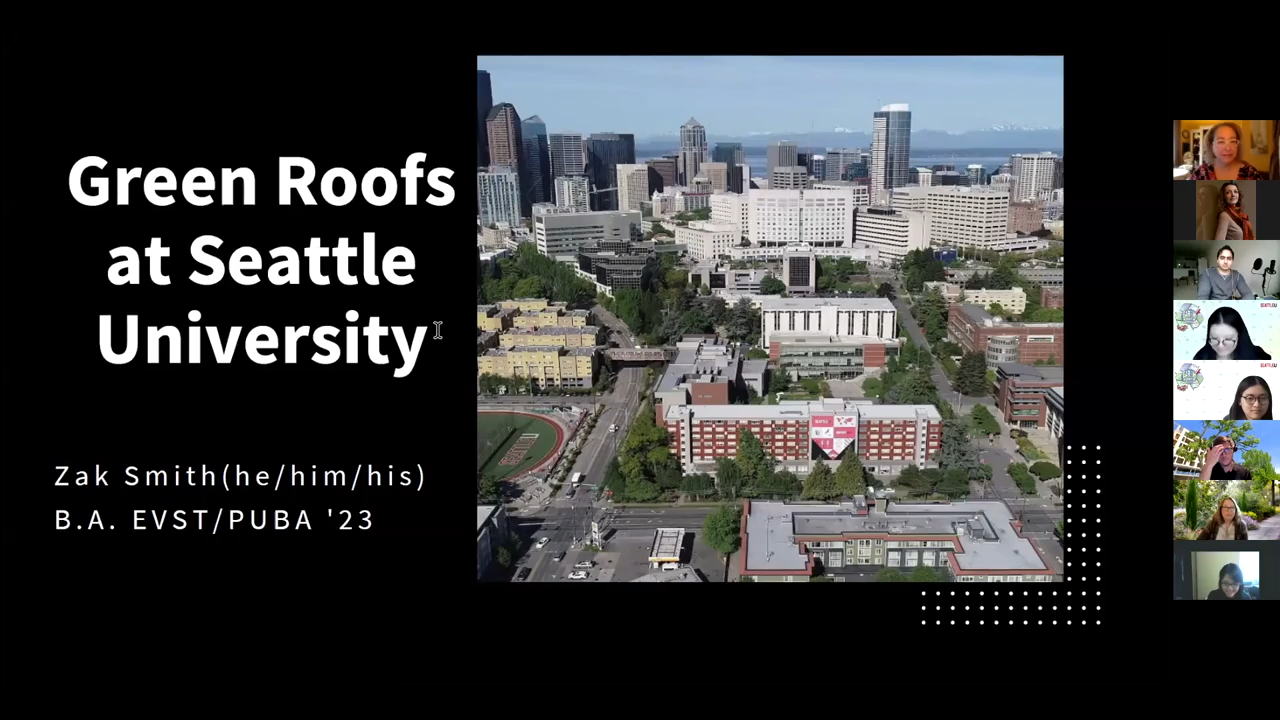 Green Roofs
at Seattle
University
Zak Smith(he/him/his)
B.A. EVST/PUBA '23